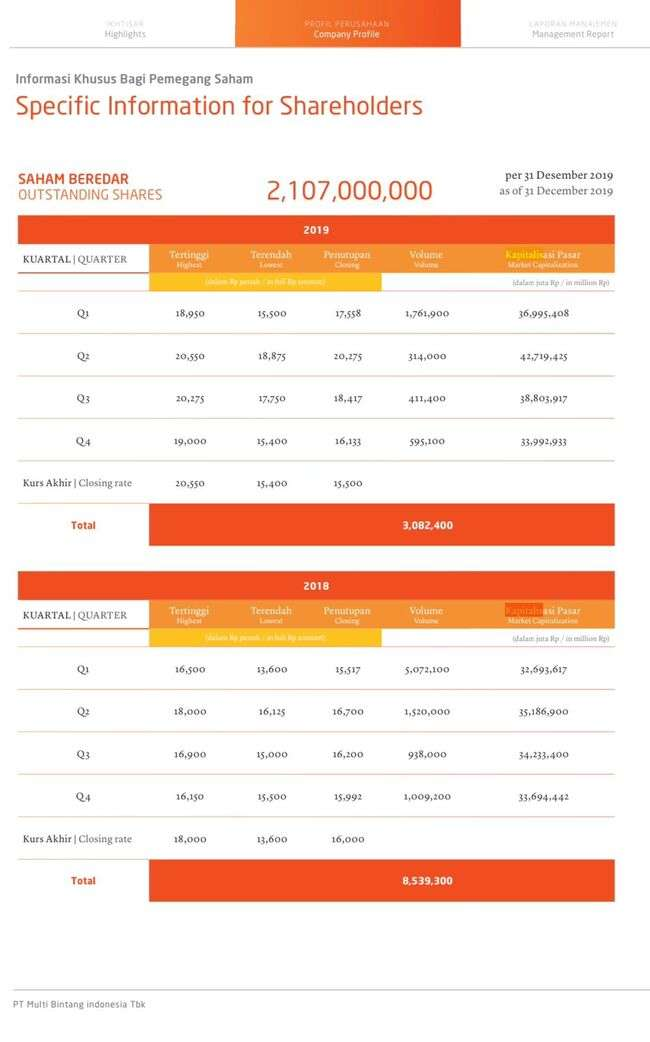 IKHTISAR
Highlights
PROFIL PERUSAHAAN
Company Profile
LAPORAN MANAJEMEN
Management Report
Informasi Khusus Bagi Pemegang Saham
Specific Information for Shareholders
SAHAM BEREDAR
OUTSTANDING SHARES
2,107,000,000
per 31 Desember 2019
as of 31 December 2019
2019
KUARTAL | QUARTER Tertinggi Terendah Penutupan Volume Kapitalisasi Pasar
Highest Lowest Closing Volume Market Capitalization
(dalam Rp penuh / in full Rp amount) (dalam juta Rp / in million Rp)
Q1 18,950 15,500 17,558 1,761,900 36,995,408
Q2 20,550 18,875 20,275 314,000 42,719,425
Q3 20,275 17,750 18,417 411,400 38,803,917
Q4 19,000 15,400 16,133 595,100 33,992,933
Kurs Akhir | Closing rate 20,550 15,400 15,500
Total 3,082,400
2018
KUARTAL | QUARTER Tertinggi Terendah Penutupan Volume Kapitalisasi Pasar
Highest Lowest Closing Volume Market Capitalization
(dalam Rp penuh / in full Rp amount) (dalam juta Rp / in million Rp)
Q1 16,500 13,600 15,517 5,072,100 32,693,617
Q2 18,000 16,125 16,700 1,520,000 35,186,900
Q3 16,900 15,000 16,200 938,000 34,233,400
Q4 16,150 15,500 15,992 1,009,200 33,694,442
Kurs Akhir | Closing rate 18,000 13,600 16,000
Total 8,539,300
PT Multi Bintang indonesia Tbk